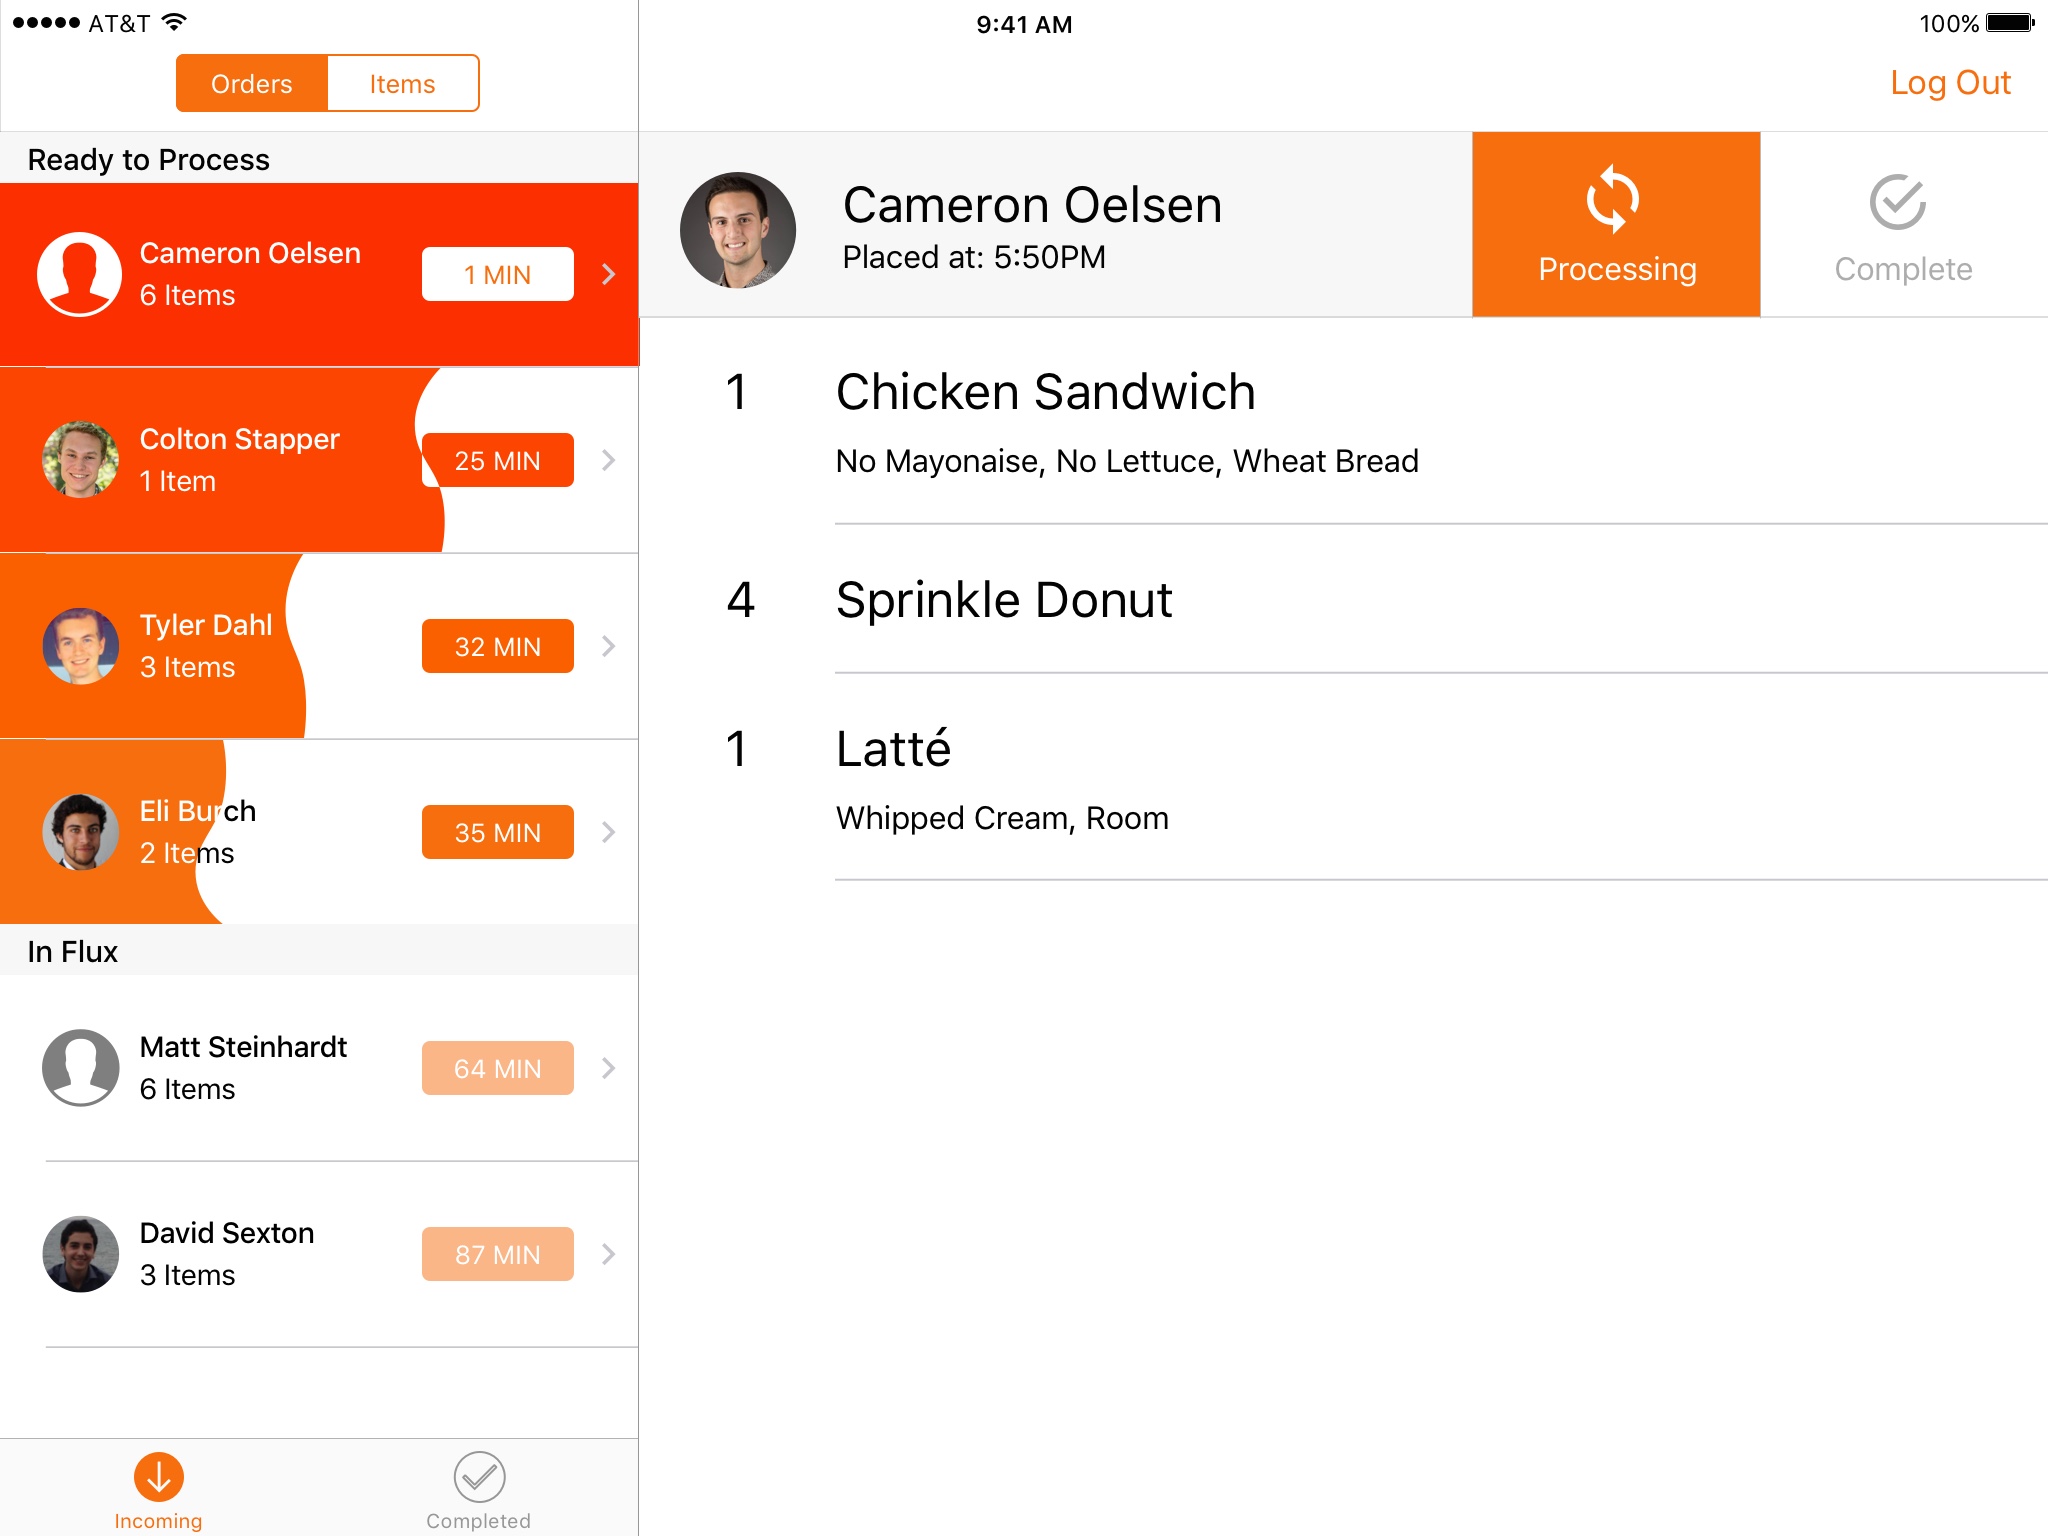 AT&T
9:41 AM
100%
Orders
Items
Log Out
Ready to Process
Cameron Oelsen
6 Items
1 MIN
Colton Stapper
1 Item
25 MIN
Tyler Dahl
3 Items
32 MIN
Eli Burch
2 Items
35 MIN
In Flux
Matt Steinhardt
6 Items
64 MIN
David Sexton
3 Items
87 MIN
Incoming
Completed
Cameron Oelsen
Placed at: 5:50PM
Processing
Complete
1 Chicken Sandwich
No Mayonaise, No Lettuce, Wheat Bread
4 Sprinkle Donut
1 Latté
Whipped Cream, Room